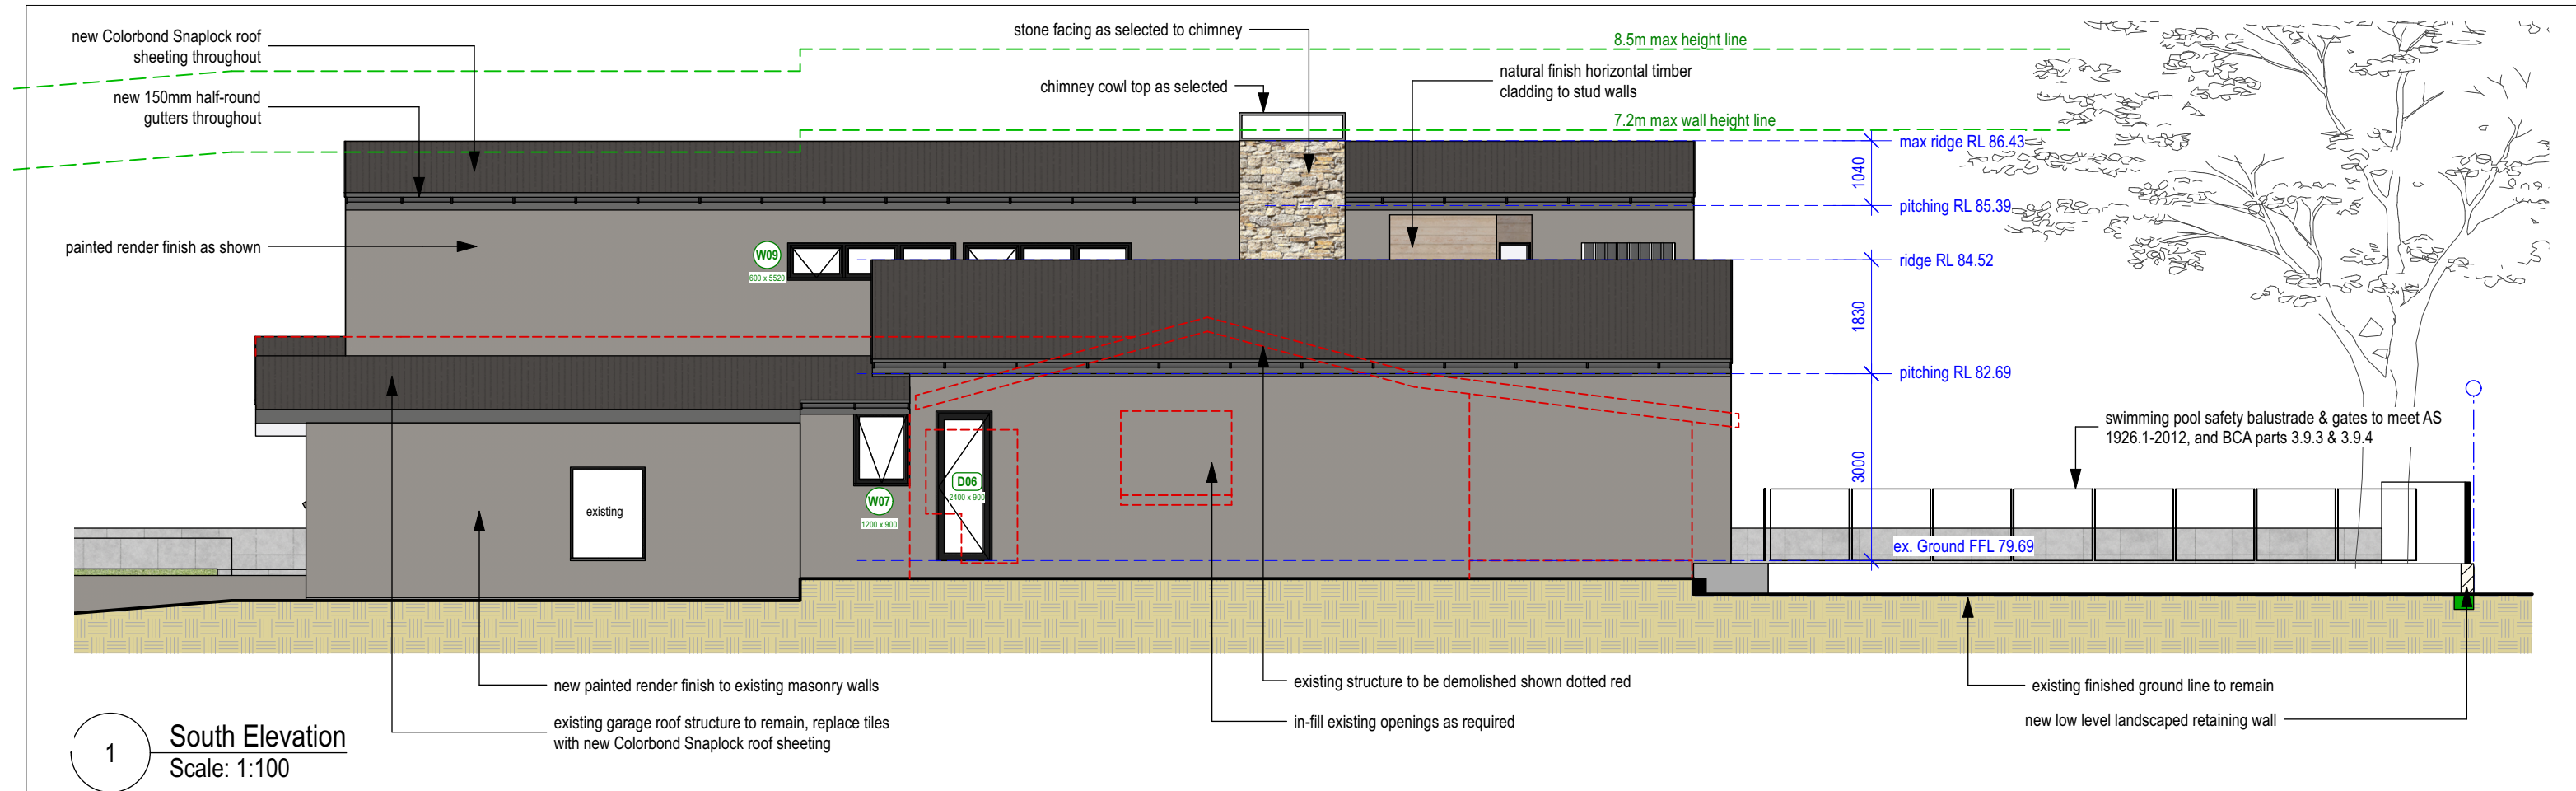 new Colorbond Snaplock roof
sheeting throughout
new 150mm half-round
gutters throughout
painted render finish as shown
stone facing as selected to chimney
chimney cowl top as selected
natural finish horizontal timber
cladding to stud walls
8.5m max height line
7.2m max wall height line
max ridge RL 86.43
1040
pitching RL 85.39
ridge RL 84.52
1830
pitching RL 82.69
3000
ex. Ground FFL 79.69
swimming pool safety balustrade & gates to meet AS
1926.1-2012, and BCA parts 3.9.3 & 3.9.4
W09
600 x 5520
W07
1200 x 900
D06
2400 x 900
existing
new painted render finish to existing masonry walls
existing garage roof structure to remain, replace tiles
with new Colorbond Snaplock roof sheeting
existing structure to be demolished shown dotted red
in-fill existing openings as required
existing finished ground line to remain
new low level landscaped retaining wall
1
South Elevation
Scale: 1:100